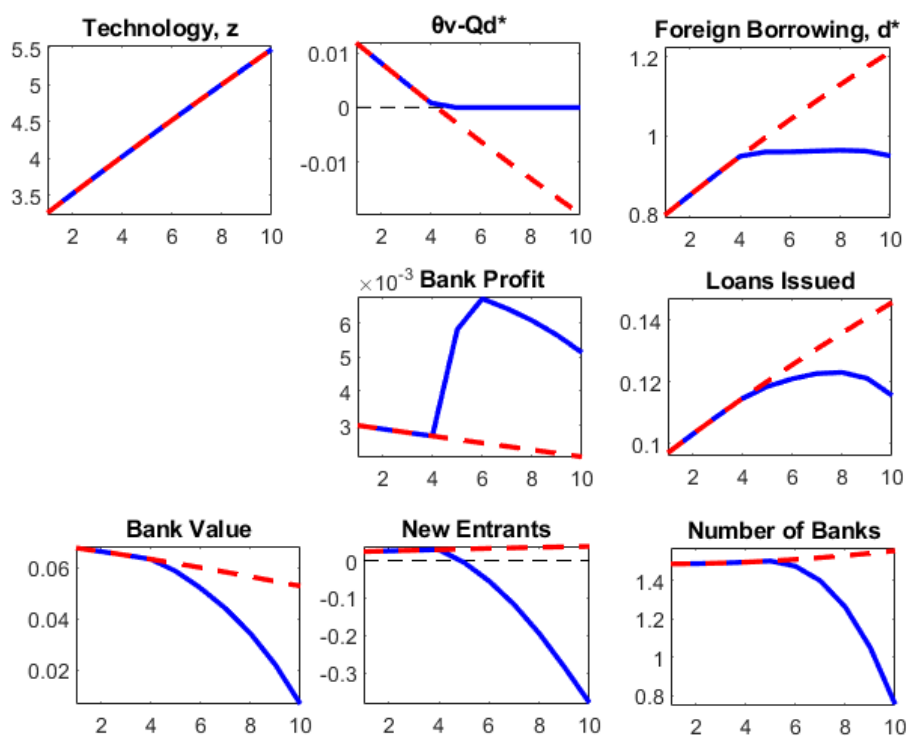 Technology, z
5.5
5
4.5
4
3.5
2 4 6 8 10
θv-Qd*
0.01
0
-0.01
2 4 6 8 10
Foreign Borrowing, d*
1.2
1
0.8
2 4 6 8 10
×10⁻³ Bank Profit
6
5
4
3
2 4 6 8 10
Loans Issued
0.14
0.12
0.1
2 4 6 8 10
Bank Value
0.06
0.04
0.02
2 4 6 8 10
New Entrants
0
-0.1
-0.2
-0.3
2 4 6 8 10
Number of Banks
1.4
1.2
1
0.8
2 4 6 8 10